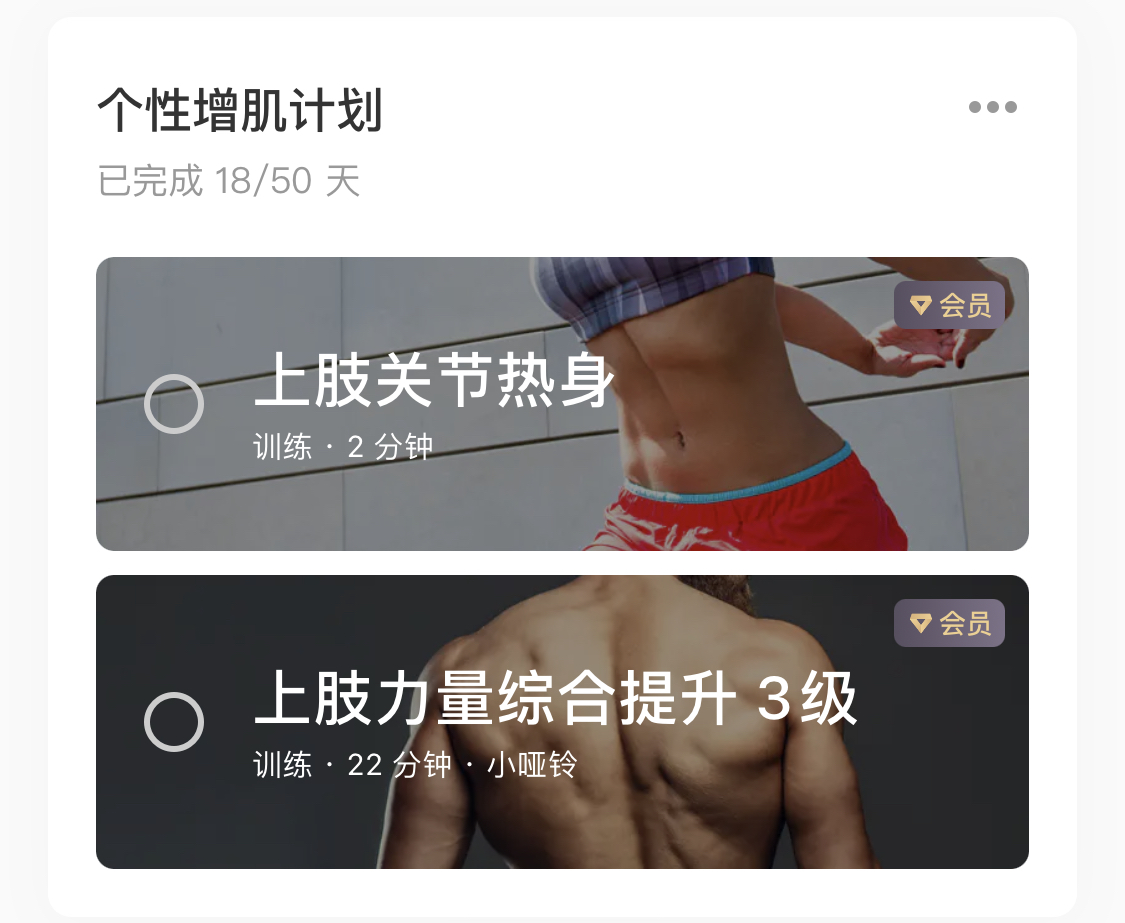 个性增肌计划
已完成 18/50 天
会员
上肢关节热身
训练 · 2 分钟
会员
上肢力量综合提升 3 级
训练 · 22 分钟 · 小哑铃